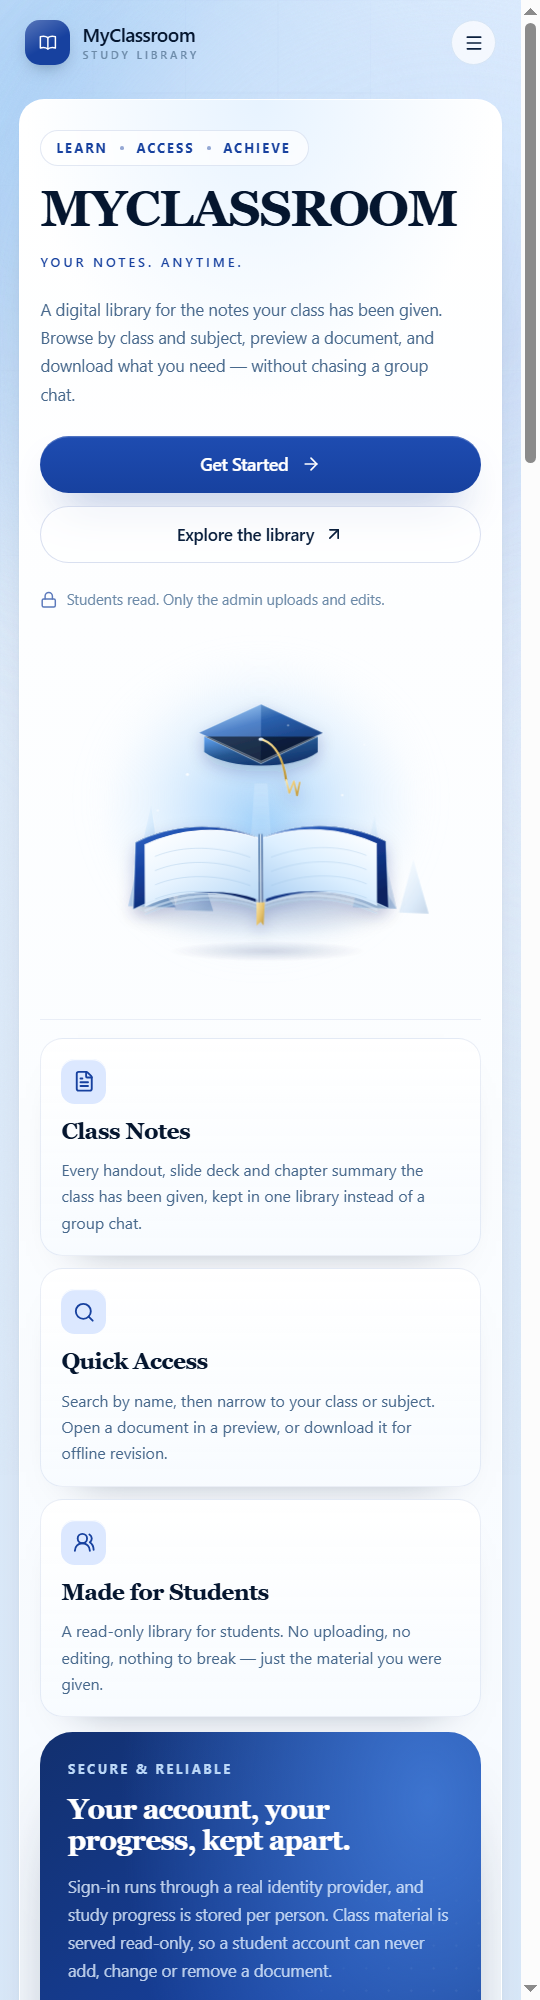 MyClassroom
STUDY LIBRARY
LEARN • ACCESS • ACHIEVE
MYCLASSROOM
YOUR NOTES. ANYTIME.
A digital library for the notes your class has been given.
Browse by class and subject, preview a document, and
download what you need — without chasing a group
chat.
Get Started →
Explore the library ↗
Students read. Only the admin uploads and edits.
Class Notes
Every handout, slide deck and chapter summary the
class has been given, kept in one library instead of a
group chat.
Quick Access
Search by name, then narrow to your class or subject.
Open a document in a preview, or download it for
offline revision.
Made for Students
A read-only library for students. No uploading, no
editing, nothing to break — just the material you were
given.
SECURE & RELIABLE
Your account, your
progress, kept apart.
Sign-in runs through a real identity provider, and
study progress is stored per person. Class material is
served read-only, so a student account can never
add, change or remove a document.